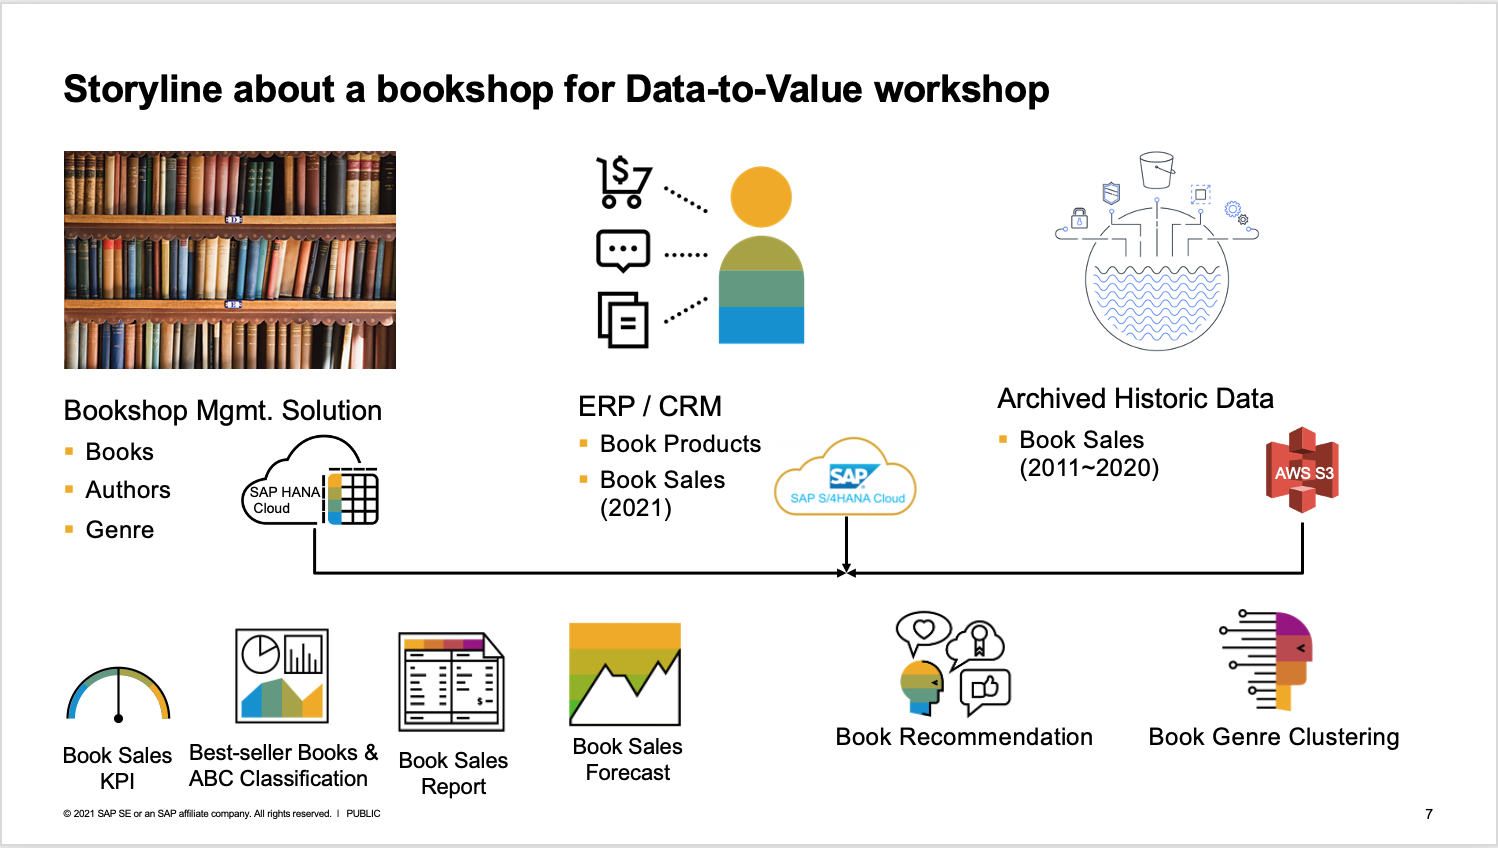 Storyline about a bookshop for Data-to-Value workshop
D
E
$
Bookshop Mgmt. Solution
Books
Authors
Genre
SAP HANA
Cloud
ERP / CRM
Book Products
Book Sales
(2021)
SAP
SAP S/4HANA Cloud
Archived Historic Data
Book Sales
(2011~2020)
AWS S3
$ -
Book Sales
KPI
Best-seller Books &
ABC Classification
Book Sales
Report
Book Sales
Forecast
Book Recommendation
Book Genre Clustering
© 2021 SAP SE or an SAP affiliate company. All rights reserved. I PUBLIC
7